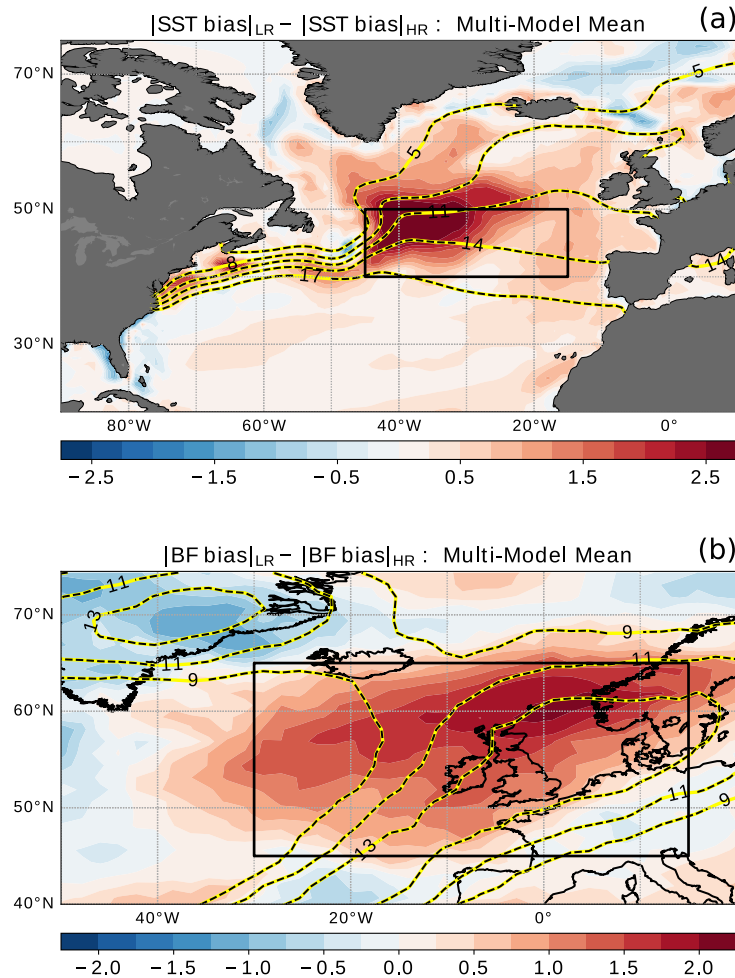 |SST bias|LR − |SST bias|HR : Multi-Model Mean (a)
75°N
5
60°N
5
50°N
11
14
8
14
17
30°N
80°W 60°W 40°W 20°W 0°
−2.5 −1.5 −0.5 0.5 1.5 2.5
|BF bias|LR − |BF bias|HR : Multi-Model Mean (b)
11
70°N
13
9
11
11
9
60°N
50°N
11
9
13
40°N
40°W 20°W 0°
−2.0 −1.5 −1.0 −0.5 0.0 0.5 1.0 1.5 2.0